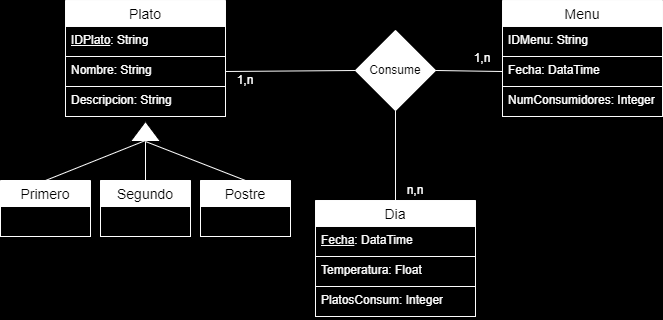 Plato
IDPlato: String
Nombre: String
Descripcion: String
Consume
1,n
1,n
n,n
Menu
IDMenu: String
Fecha: DataTime
NumConsumidores: Integer
Primero
Segundo
Postre
Dia
Fecha: DataTime
Temperatura: Float
PlatosConsum: Integer